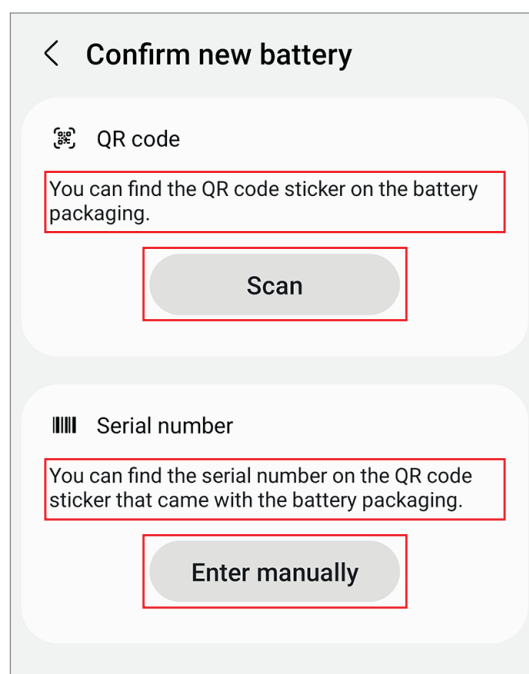 Confirm new battery
QR code
You can find the QR code sticker on the battery
packaging.
Scan
Serial number
You can find the serial number on the QR code
sticker that came with the battery packaging.
Enter manually